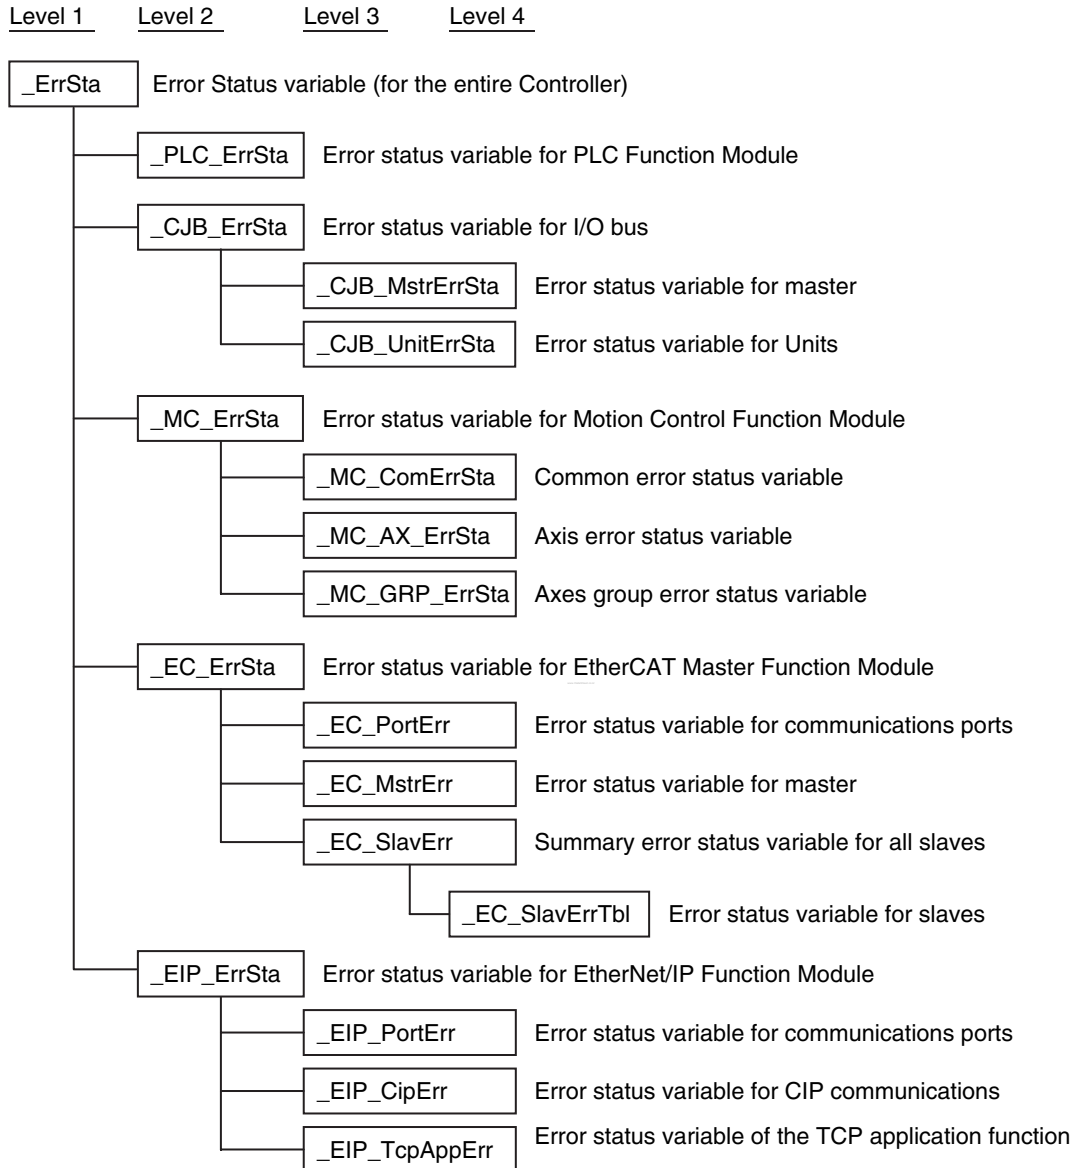 Level 1 Level 2 Level 3 Level 4
_ErrSta Error Status variable (for the entire Controller)
_PLC_ErrSta Error status variable for PLC Function Module
_CJB_ErrSta Error status variable for I/O bus
_CJB_MstrErrSta Error status variable for master
_CJB_UnitErrSta Error status variable for Units
_MC_ErrSta Error status variable for Motion Control Function Module
_MC_ComErrSta Common error status variable
_MC_AX_ErrSta Axis error status variable
_MC_GRP_ErrSta Axes group error status variable
_EC_ErrSta Error status variable for EtherCAT Master Function Module
_EC_PortErr Error status variable for communications ports
_EC_MstrErr Error status variable for master
_EC_SlavErr Summary error status variable for all slaves
_EC_SlavErrTbl Error status variable for slaves
_EIP_ErrSta Error status variable for EtherNet/IP Function Module
_EIP_PortErr Error status variable for communications ports
_EIP_CipErr Error status variable for CIP communications
_EIP_TcpAppErr Error status variable of the TCP application function